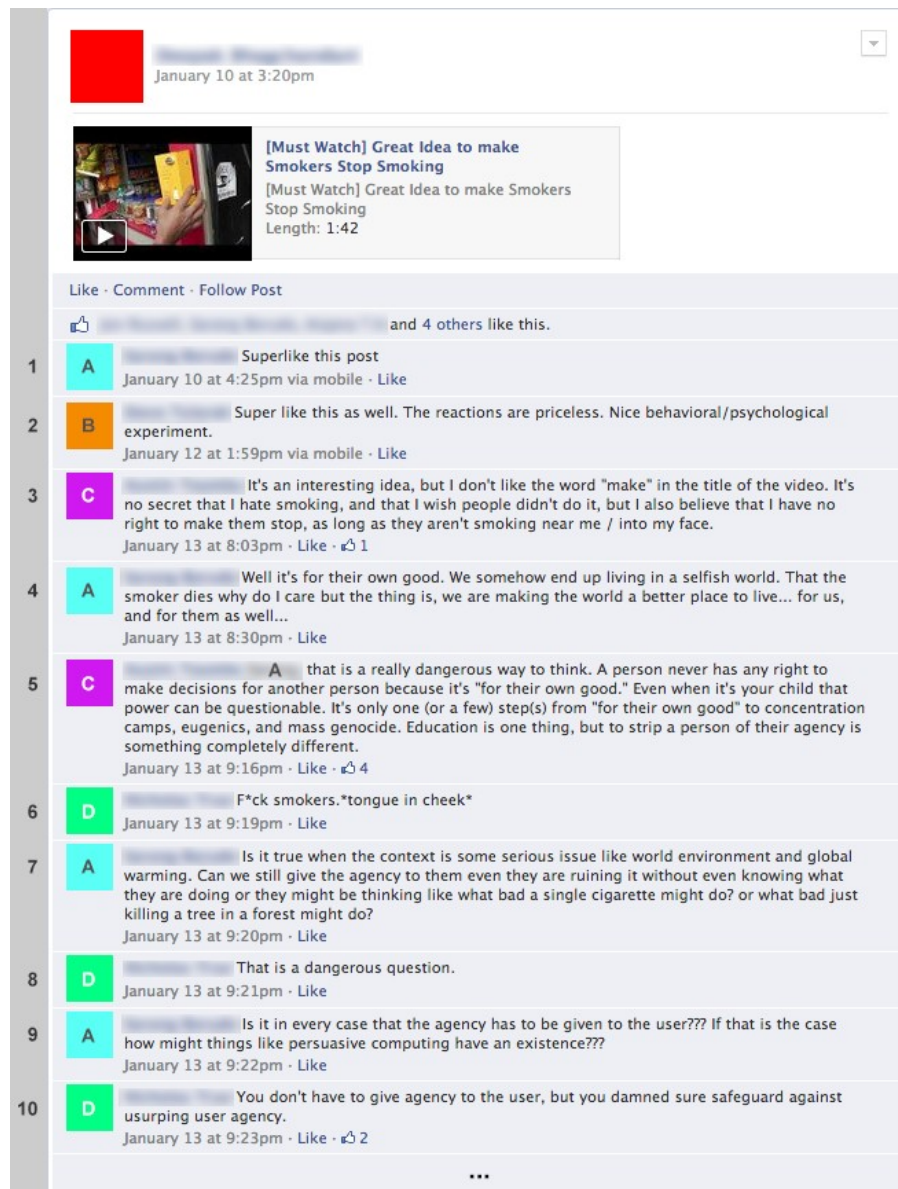 January 10 at 3:20pm
[Must Watch] Great Idea to make
Smokers Stop Smoking
[Must Watch] Great Idea to make Smokers
Stop Smoking
Length: 1:42
Like · Comment · Follow Post
and 4 others like this.
1
A
Superlike this post
January 10 at 4:25pm via mobile · Like
2
B
Super like this as well. The reactions are priceless. Nice behavioral/psychological
experiment.
January 12 at 1:59pm via mobile · Like
3
C
It's an interesting idea, but I don't like the word "make" in the title of the video. It's
no secret that I hate smoking, and that I wish people didn't do it, but I also believe that I have no
right to make them stop, as long as they aren't smoking near me / into my face.
January 13 at 8:03pm · Like · 1
4
A
Well it's for their own good. We somehow end up living in a selfish world. That the
smoker dies why do I care but the thing is, we are making the world a better place to live... for us,
and for them as well...
January 13 at 8:30pm · Like
5
C
A that is a really dangerous way to think. A person never has any right to
make decisions for another person because it's "for their own good." Even when it's your child that
power can be questionable. It's only one (or a few) step(s) from "for their own good" to concentration
camps, eugenics, and mass genocide. Education is one thing, but to strip a person of their agency is
something completely different.
January 13 at 9:16pm · Like · 4
6
D
F*ck smokers.*tongue in cheek*
January 13 at 9:19pm · Like
7
A
Is it true when the context is some serious issue like world environment and global
warming. Can we still give the agency to them even they are ruining it without even knowing what
they are doing or they might be thinking like what bad a single cigarette might do? or what bad just
killing a tree in a forest might do?
January 13 at 9:20pm · Like
8
D
That is a dangerous question.
January 13 at 9:21pm · Like
9
A
Is it in every case that the agency has to be given to the user??? If that is the case
how might things like persuasive computing have an existence???
January 13 at 9:22pm · Like
10
D
You don't have to give agency to the user, but you damned sure safeguard against
usurping user agency.
January 13 at 9:23pm · Like · 2
...